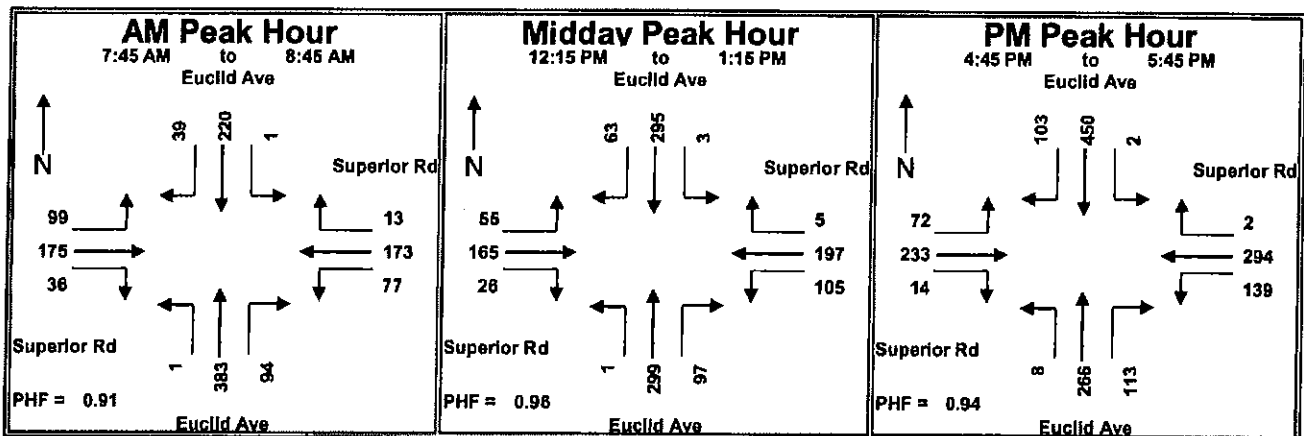 AM Peak Hour
7:45 AM to 8:45 AM
Euclid Ave
39 220 1
N
Superior Rd
99 13
175 173
36 77
Superior Rd
1 383 94
PHF = 0.91
Euclid Ave
Midday Peak Hour
12:15 PM to 1:15 PM
Euclid Ave
63 295 3
N
Superior Rd
55 5
165 197
26 105
Superior Rd
1 299 97
PHF = 0.96
Euclid Ave
PM Peak Hour
4:45 PM to 5:45 PM
Euclid Ave
103 450 2
N
Superior Rd
72 2
233 294
14 139
Superior Rd
8 266 113
PHF = 0.94
Euclid Ave